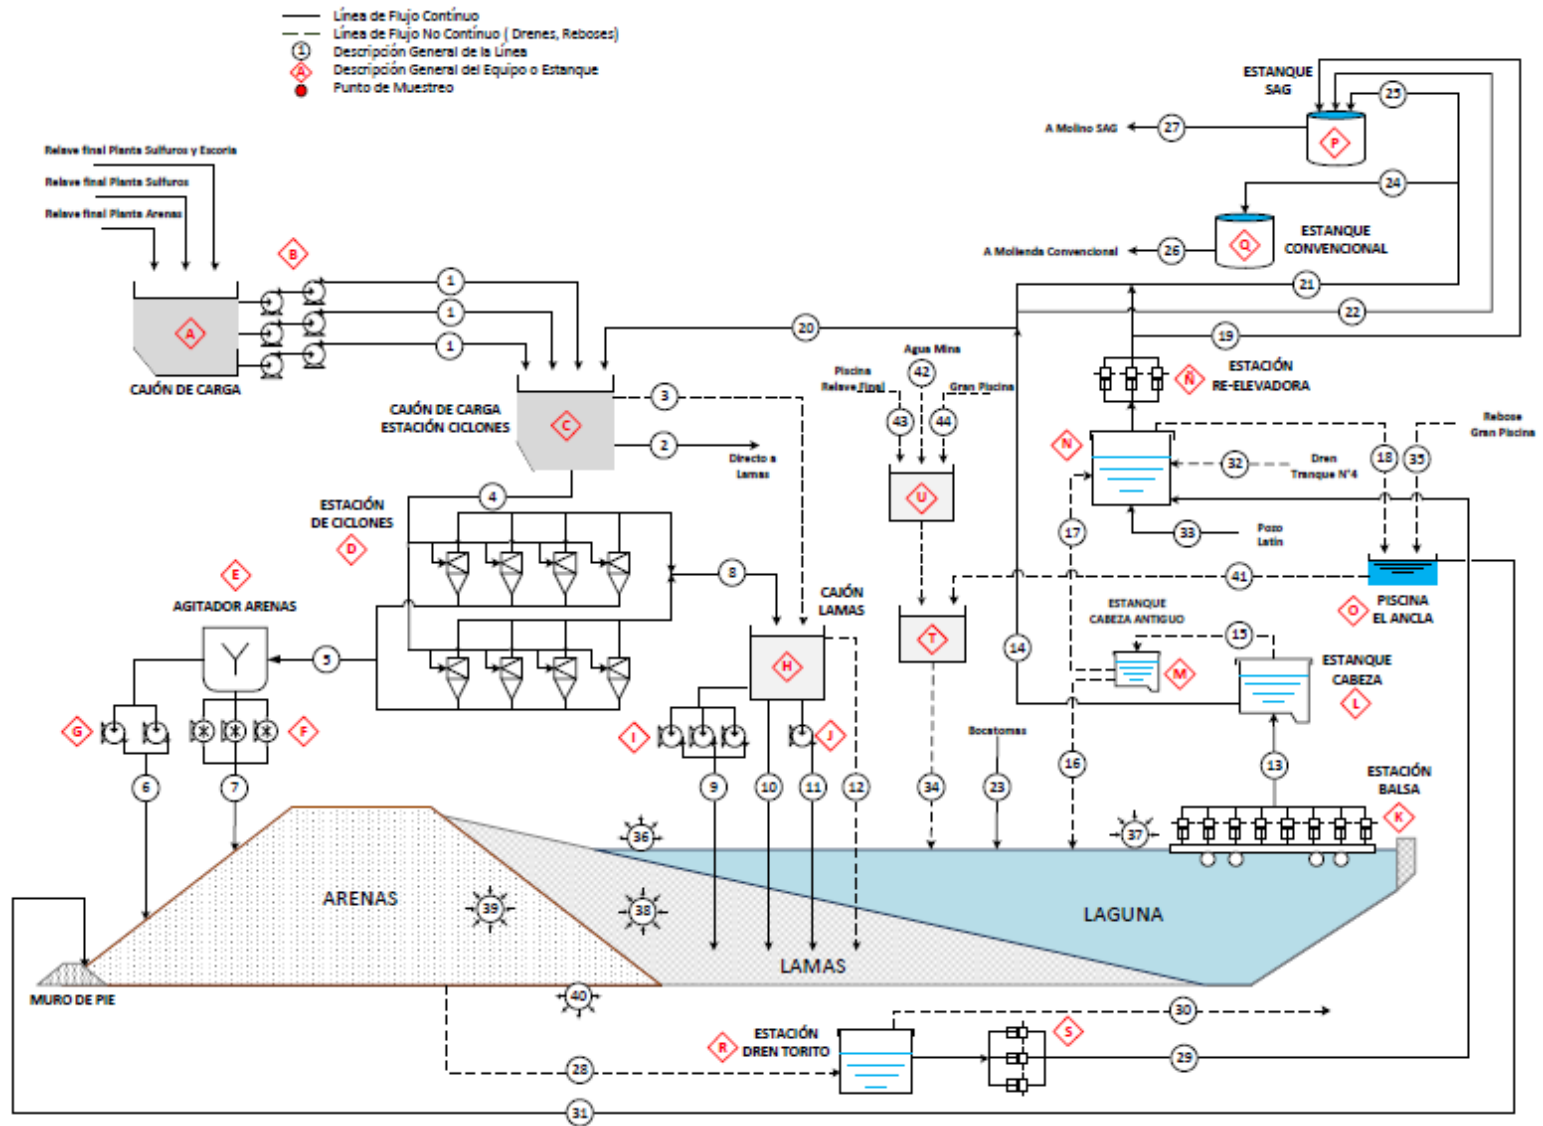 Línea de Flujo Contínuo
Línea de Flujo No Contínuo ( Drenes, Reboses)
1 Descripción General de la Línea
A Descripción General del Equipo o Estanque
Punto de Muestreo
ESTANQUE
SAG
25
A Molino SAG
27
P
Relave final Planta Sulfuros y Escoria
Relave final Planta Sulfuros
Relave final Planta Arenas
24
Q
ESTANQUE
CONVENCIONAL
A Molienda Convencional
26
B
1
1
1
A
CAJÓN DE CARGA
21
22
20
19
Agua Mina
42
Piscina
Relave Final
Gran Piscina
43
44
Ñ
ESTACIÓN
RE-ELEVADORA
CAJÓN DE CARGA
ESTACIÓN CICLONES
C
3
2
Directo a
Lamas
N
Rebose
Gran Piscina
18
35
32
Dren
Tranque N°4
U
4
ESTACIÓN
DE CICLONES
D
17
33
Pozo
Latín
E
AGITADOR ARENAS
8
CAJÓN
LAMAS
41
O
PISCINA
EL ANCLA
ESTANQUE
CABEZA ANTIGUO
15
T
14
5
H
M
ESTANQUE
CABEZA
L
G
F
I
J
Bocatomas
6
7
9
10
11
12
34
23
16
13
ESTACIÓN
BALSA
K
36
37
ARENAS
39
38
LAGUNA
LAMAS
MURO DE PIE
40
30
R
ESTACIÓN
DREN TORITO
S
28
29
31